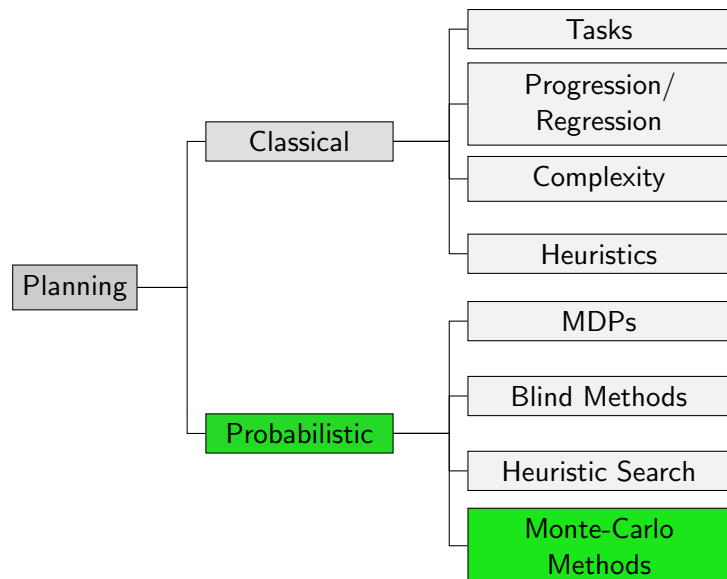 Tasks
Progression/
Regression
Classical
Complexity
Heuristics
Planning
MDPs
Blind Methods
Probabilistic
Heuristic Search
Monte-Carlo
Methods